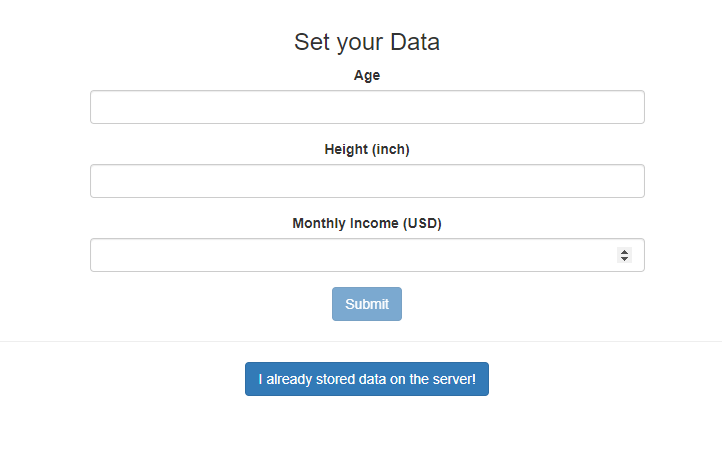 Set your Data
Age
Height (inch)
Monthly Income (USD)
Submit
I already stored data on the server!